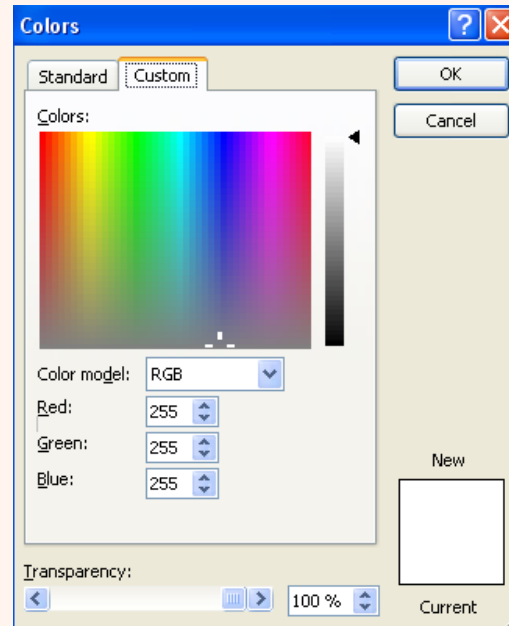 Colors
Standard Custom
OK
Cancel
Colors:
Color model: RGB
Red: 255
Green: 255
Blue: 255
New
Transparency:
100 %
Current